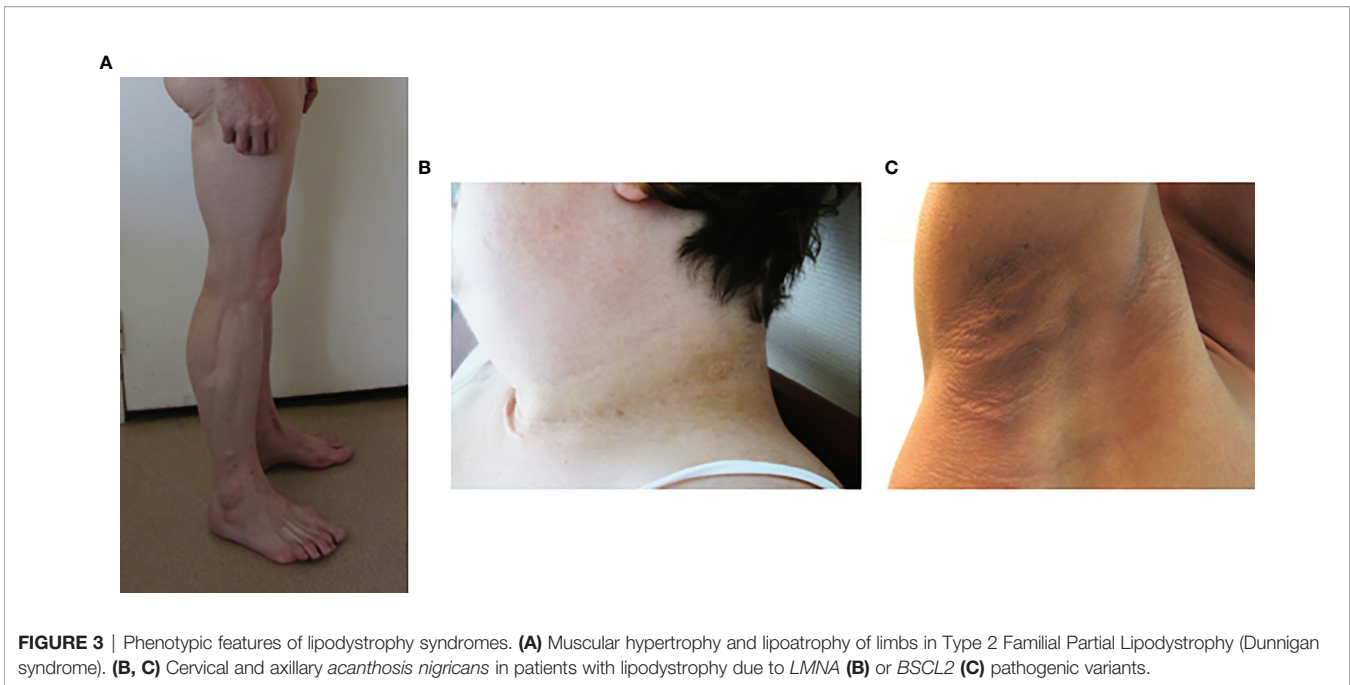 A
B
C
FIGURE 3 | Phenotypic features of lipodystrophy syndromes. (A) Muscular hypertrophy and lipoatrophy of limbs in Type 2 Familial Partial Lipodystrophy (Dunnigan
syndrome). (B, C) Cervical and axillary acanthosis nigricans in patients with lipodystrophy due to LMNA (B) or BSCL2 (C) pathogenic variants.